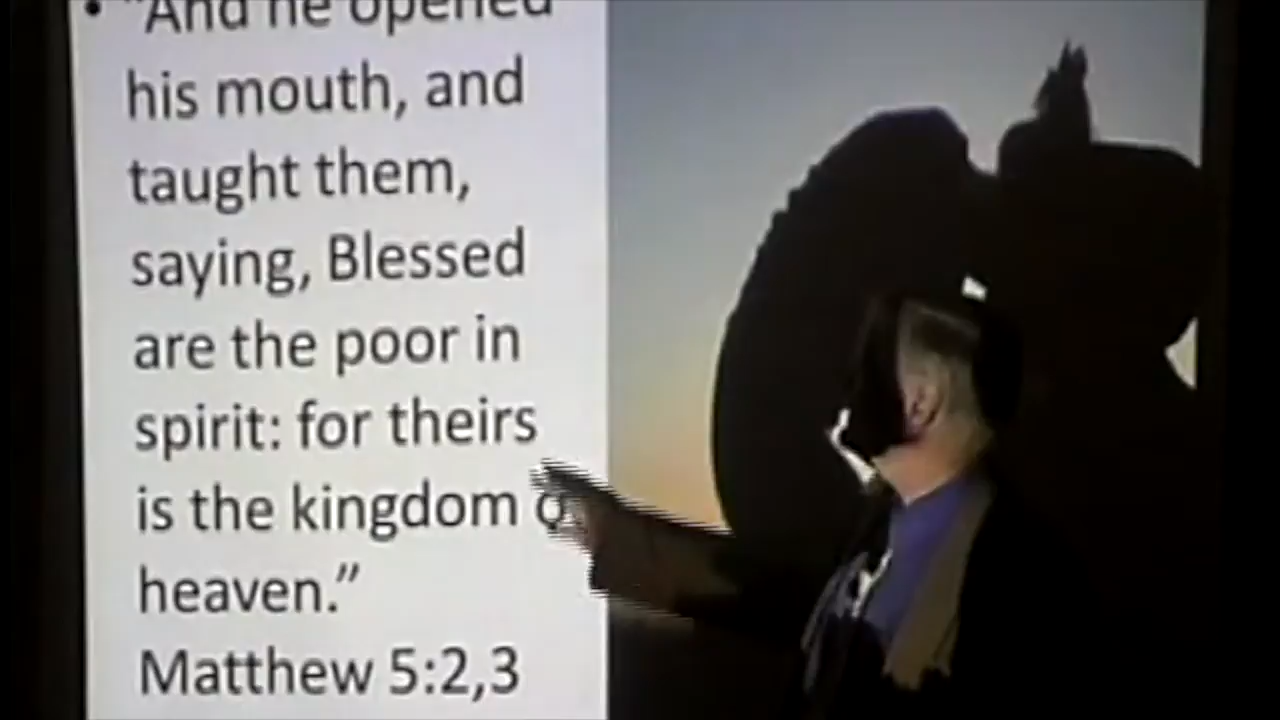 • "And he opened
his mouth, and
taught them,
saying, Blessed
are the poor in
spirit: for theirs
is the kingdom o
heaven."
Matthew 5:2,3